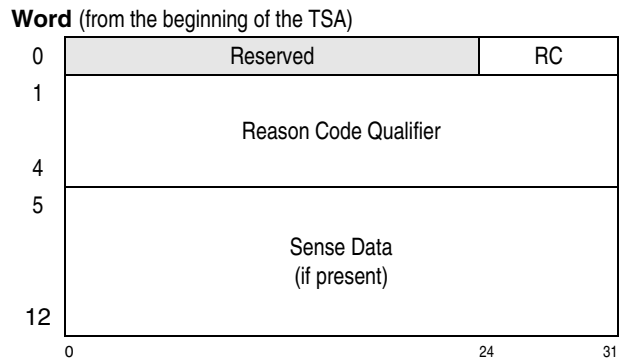 Word (from the beginning of the TSA)
0 Reserved RC
1
Reason Code Qualifier
4
5
Sense Data
(if present)
12
0 24 31